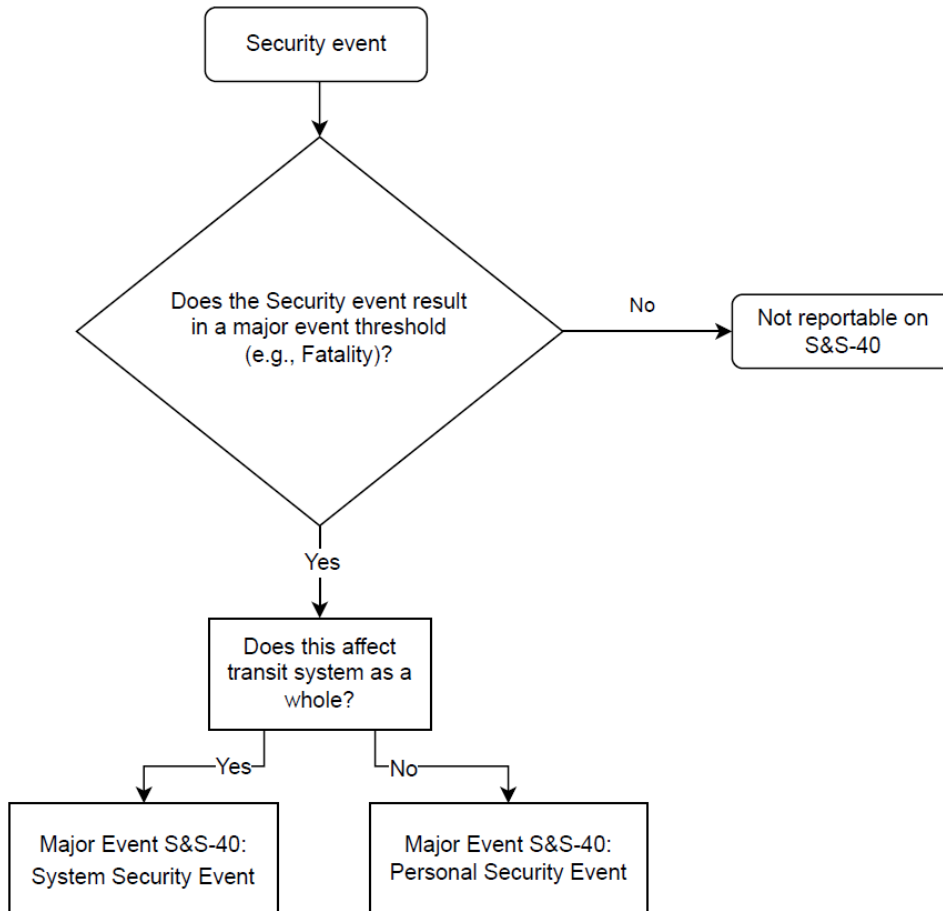 Security event
Does the Security event result
in a major event threshold
(e.g., Fatality)?
No
Not reportable on
S&S-40
Yes
Does this affect
transit system as a
whole?
Yes
No
Major Event S&S-40:
System Security Event
Major Event S&S-40:
Personal Security Event